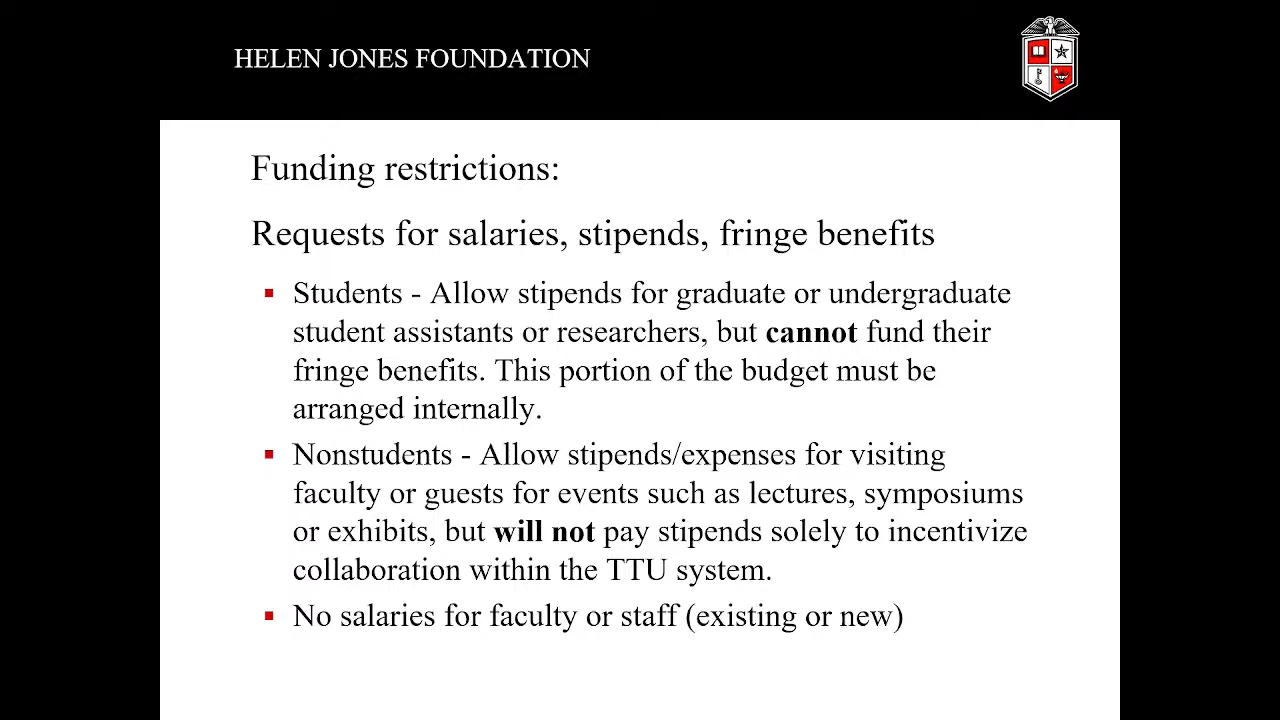 HELEN JONES FOUNDATION
Funding restrictions:
Requests for salaries, stipends, fringe benefits
▪ Students - Allow stipends for graduate or undergraduate
student assistants or researchers, but cannot fund their
fringe benefits. This portion of the budget must be
arranged internally.
▪ Nonstudents - Allow stipends/expenses for visiting
faculty or guests for events such as lectures, symposiums
or exhibits, but will not pay stipends solely to incentivize
collaboration within the TTU system.
▪ No salaries for faculty or staff (existing or new)